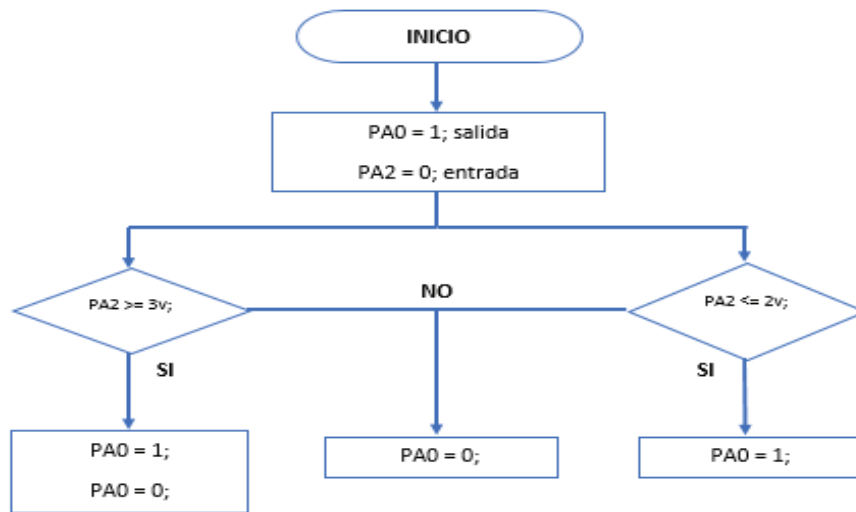 INICIO
PA0 = 1; salida
PA2 = 0; entrada
PA2 >= 3v;
NO
PA2 <= 2v;
SI
SI
PA0 = 1;
PA0 = 0;
PA0 = 0;
PA0 = 1;